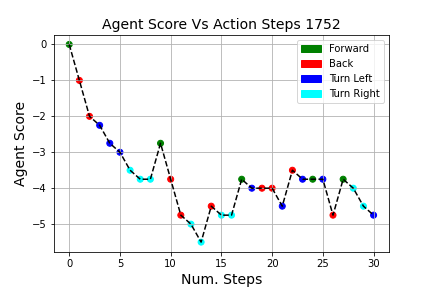 Agent Score Vs Action Steps 1752
Forward
Back
Turn Left
Turn Right
Agent Score
0
−1
−2
−3
−4
−5
0 5 10 15 20 25 30
Num. Steps